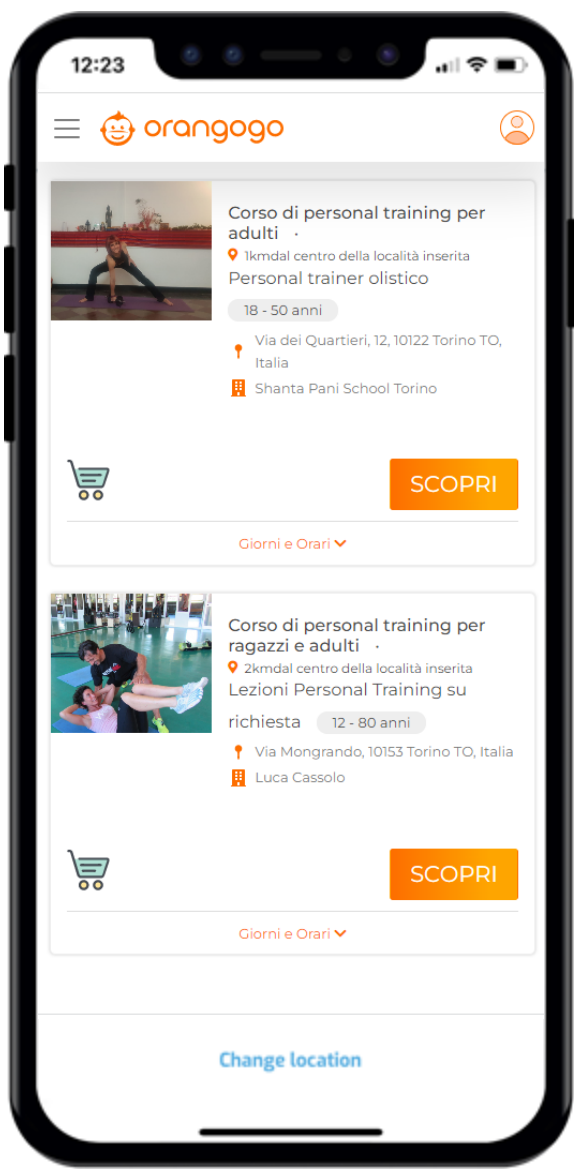 12:23
orangogo
Corso di personal training per
adulti ·
1kmdal centro della località inserita
Personal trainer olistico
18 - 50 anni
Via dei Quartieri, 12, 10122 Torino TO,
Italia
Shanta Pani School Torino
SCOPRI
Giorni e Orari
Corso di personal training per
ragazzi e adulti ·
2kmdal centro della località inserita
Lezioni Personal Training su
richiesta 12 - 80 anni
Via Mongrando, 10153 Torino TO, Italia
Luca Cassolo
SCOPRI
Giorni e Orari
Change location